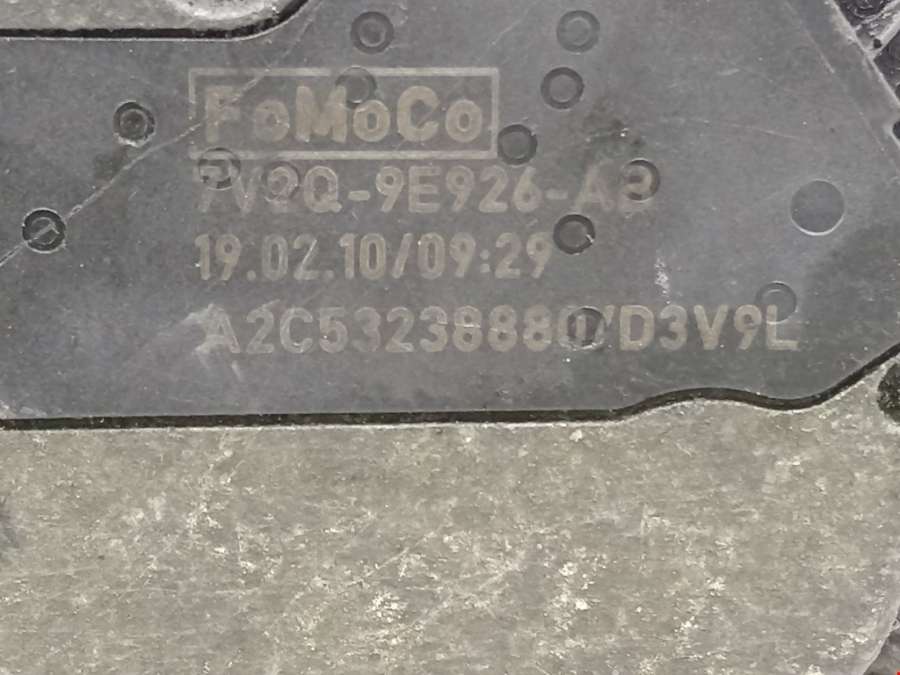 FoMoCo
7V2Q-9E926-AB
19.02.10/09:29
A2C53238880/D3V9L